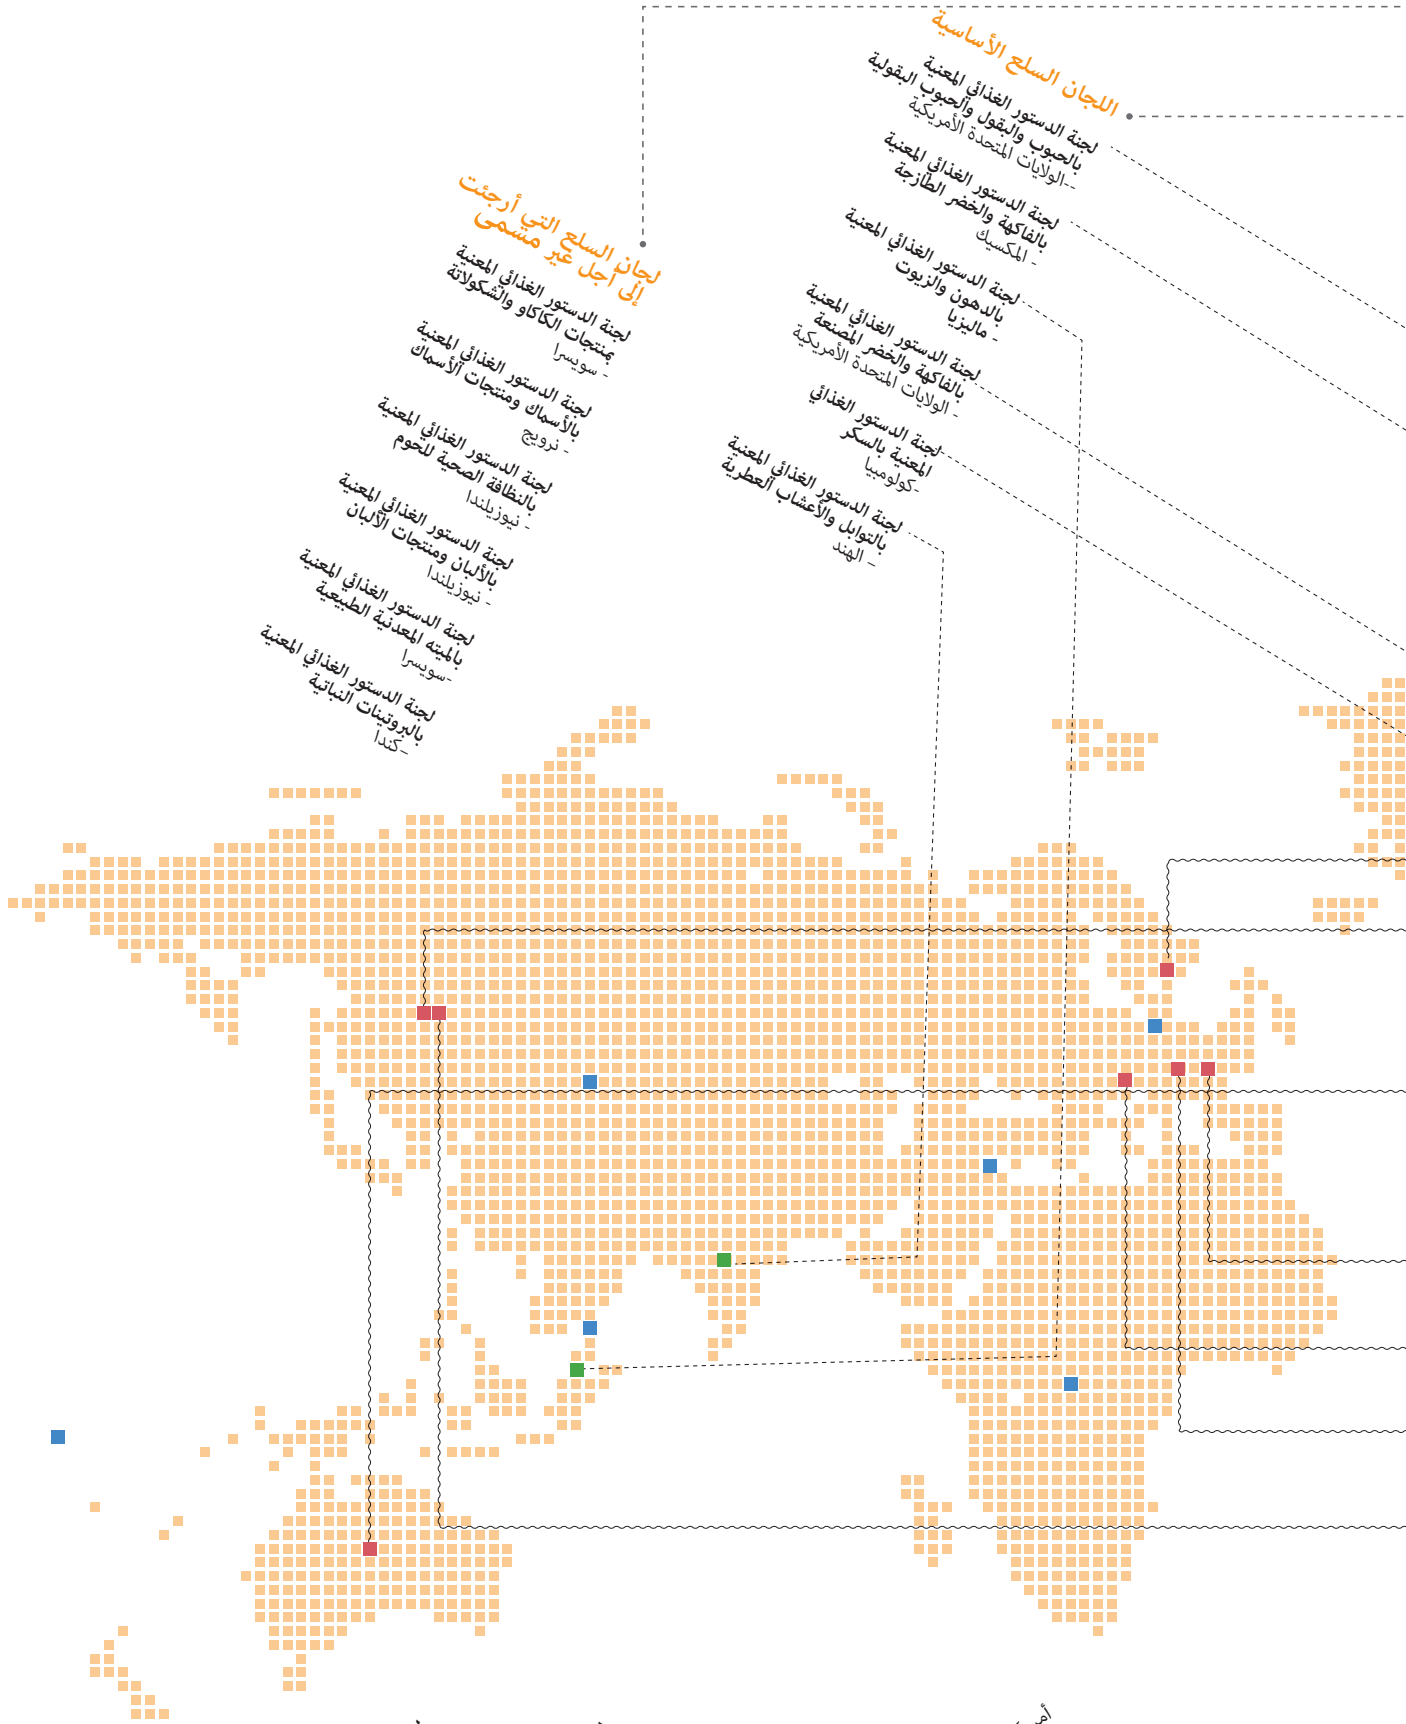 اللجان السلع الأساسية
لجنة الدستور الغذائي المعنية
بالحبوب والبقول والحبوب البقولية
--الولايات المتحدة الأمريكية
لجنة الدستور الغذائي المعنية
بالفاكهة والخضر الطازجة
- المكسيك
لجنة الدستور الغذائي المعنية
بالدهون والزيوت
- ماليزيا
لجنة الدستور الغذائي المعنية
بالفاكهة والخضر المصنعة
- الولايات المتحدة الأمريكية
لجنة الدستور الغذائي
المعنية بالسكر
-كولومبيا
لجنة الدستور الغذائي المعنية
بالتوابل والأعشاب العطرية
- الهند
لجان السلع التي أرجئت
إلى أجل غير مسمى
لجنة الدستور الغذائي المعنية
بمنتجات الكاكاو والشكولاتة
- سويسرا
لجنة الدستور الغذائي المعنية
بالأسماك ومنتجات الأسماك
- نرويج
لجنة الدستور الغذائي المعنية
بالنظافة الصحية للحوم
- نيوزيلندا
لجنة الدستور الغذائي المعنية
بالألبان ومنتجات الألبان
- نيوزيلندا
لجنة الدستور الغذائي المعنية
بالميته المعدنية الطبيعية
-سويسرا
لجنة الدستور الغذائي المعنية
بالبروتينات النباتية
-كندا